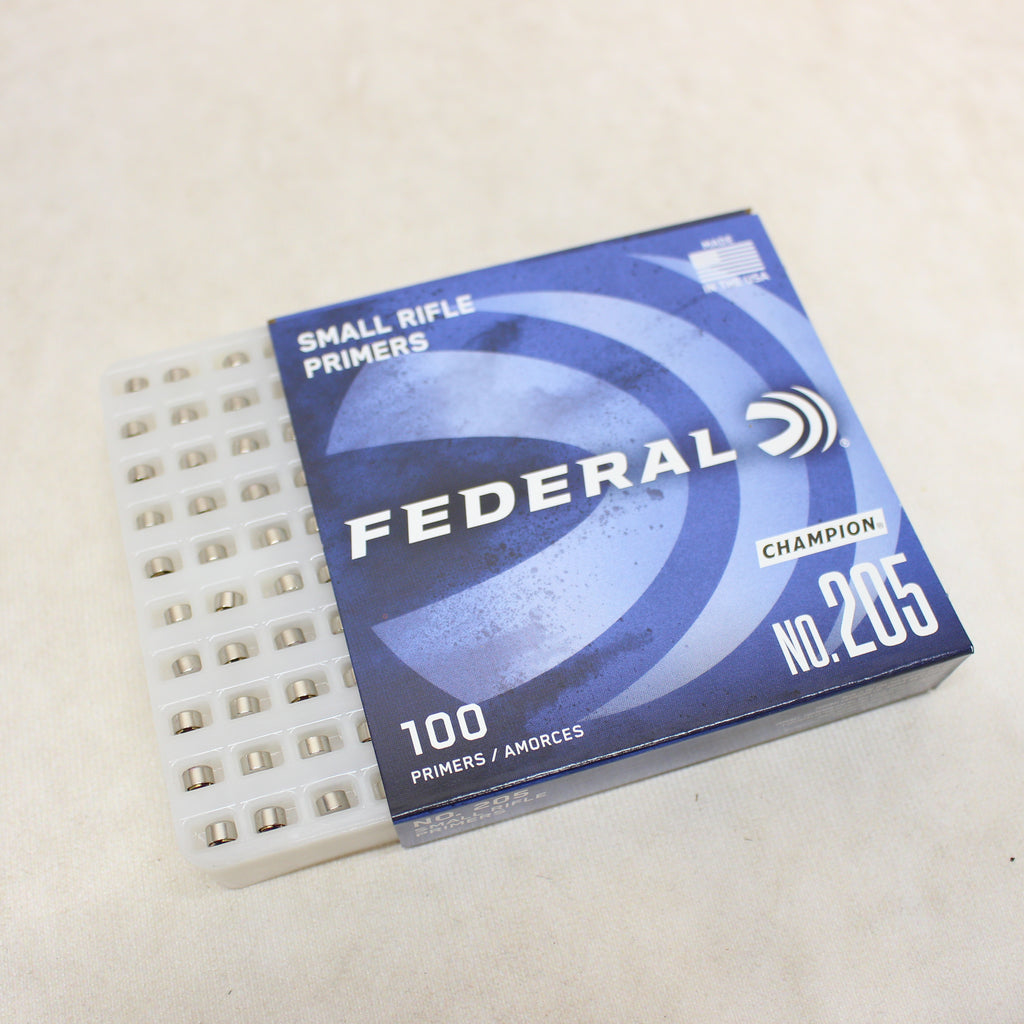 MADE
IN THE USA
SMALL RIFLE
PRIMERS
FEDERAL®
CHAMPION®
NO. 205
100
PRIMERS / AMORCES
NO. 205
SMALL RIFLE
PRIMERS